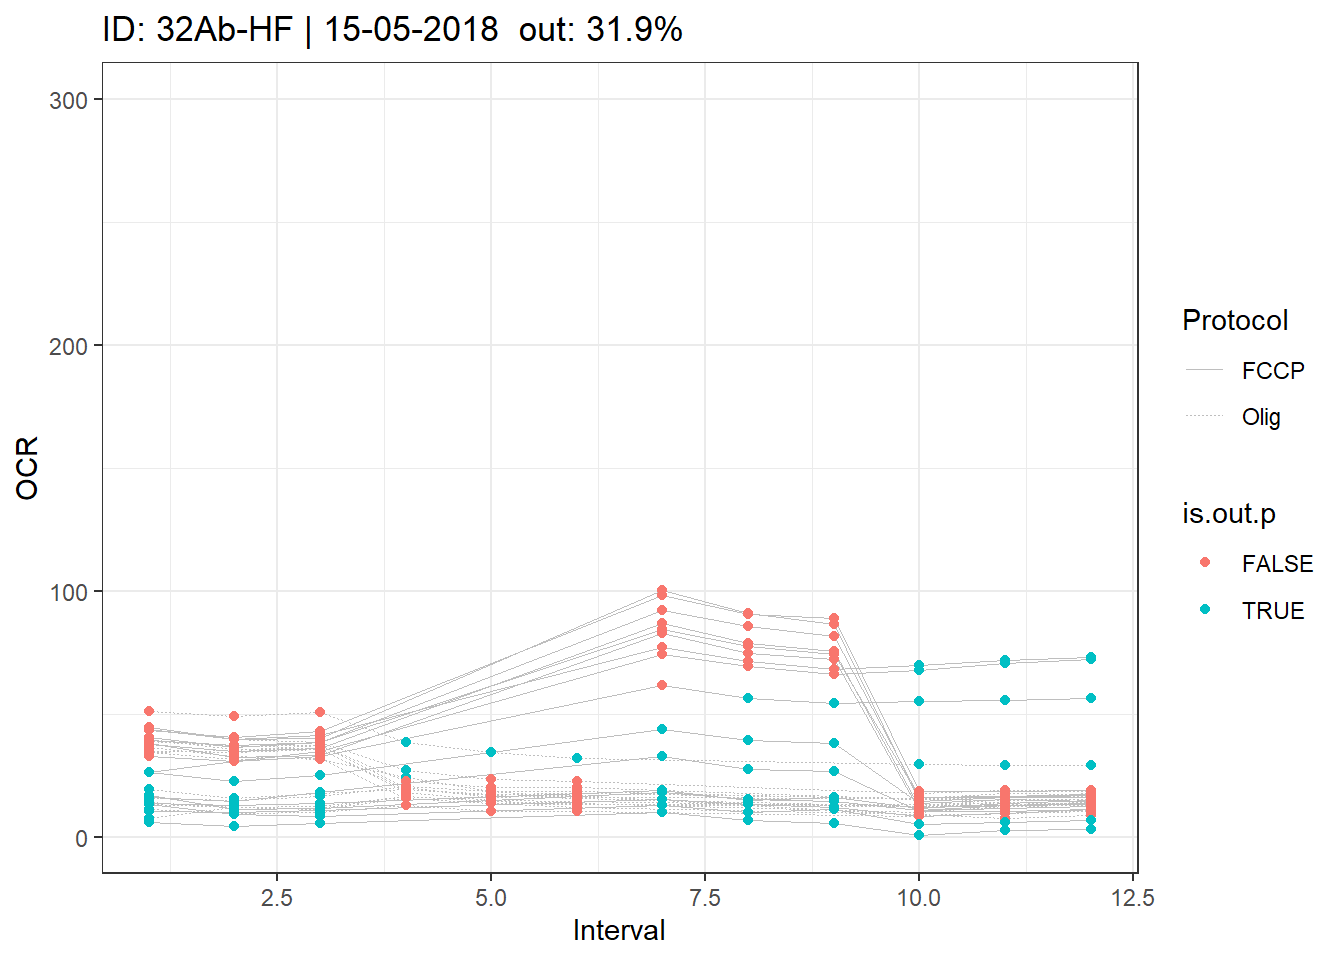 ID: 32Ab-HF | 15-05-2018  out: 31.9%
300
200
100
0
OCR
2.5
5.0
7.5
10.0
12.5
Interval
Protocol
FCCP
Olig
is.out.p
FALSE
TRUE